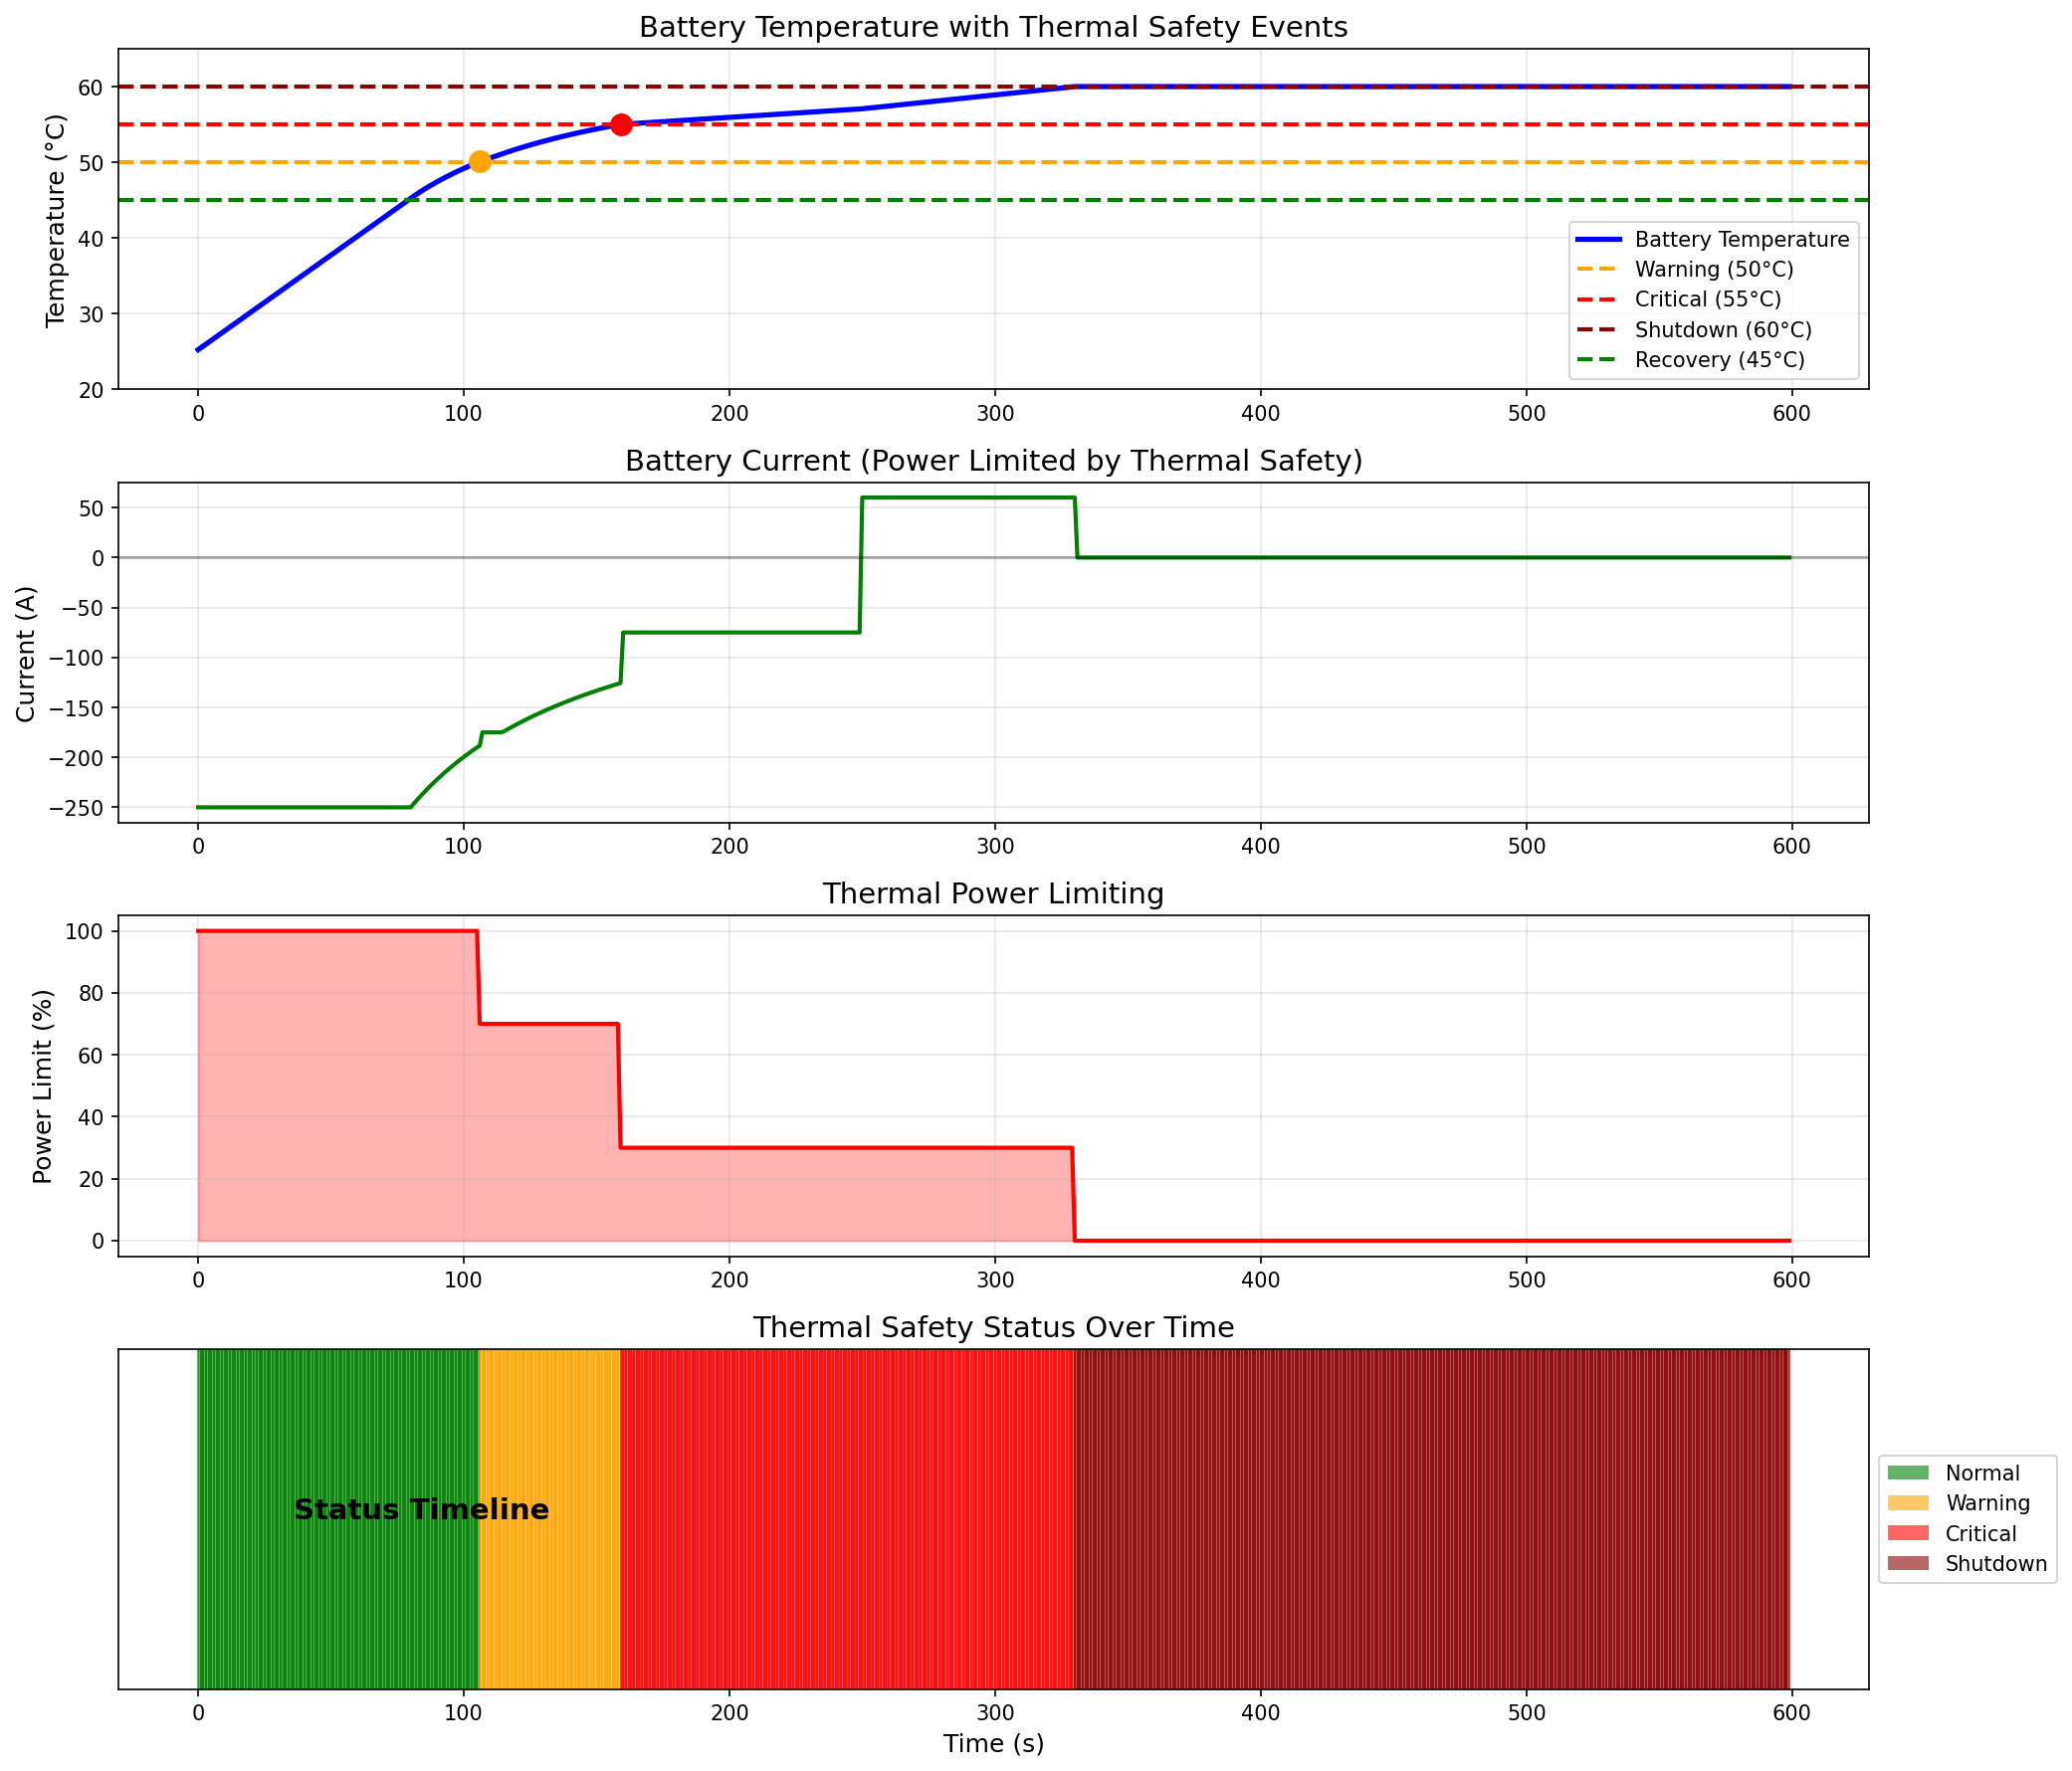 Battery Temperature with Thermal Safety Events
Temperature (°C)
60
50
40
30
20
Battery Temperature
Warning (50°C)
Critical (55°C)
Shutdown (60°C)
Recovery (45°C)
0 100 200 300 400 500 600
Battery Current (Power Limited by Thermal Safety)
Current (A)
50
0
−50
−100
−150
−200
−250
0 100 200 300 400 500 600
Thermal Power Limiting
Power Limit (%)
100
80
60
40
20
0
0 100 200 300 400 500 600
Thermal Safety Status Over Time
Status Timeline
Normal
Warning
Critical
Shutdown
0 100 200 300 400 500 600
Time (s)